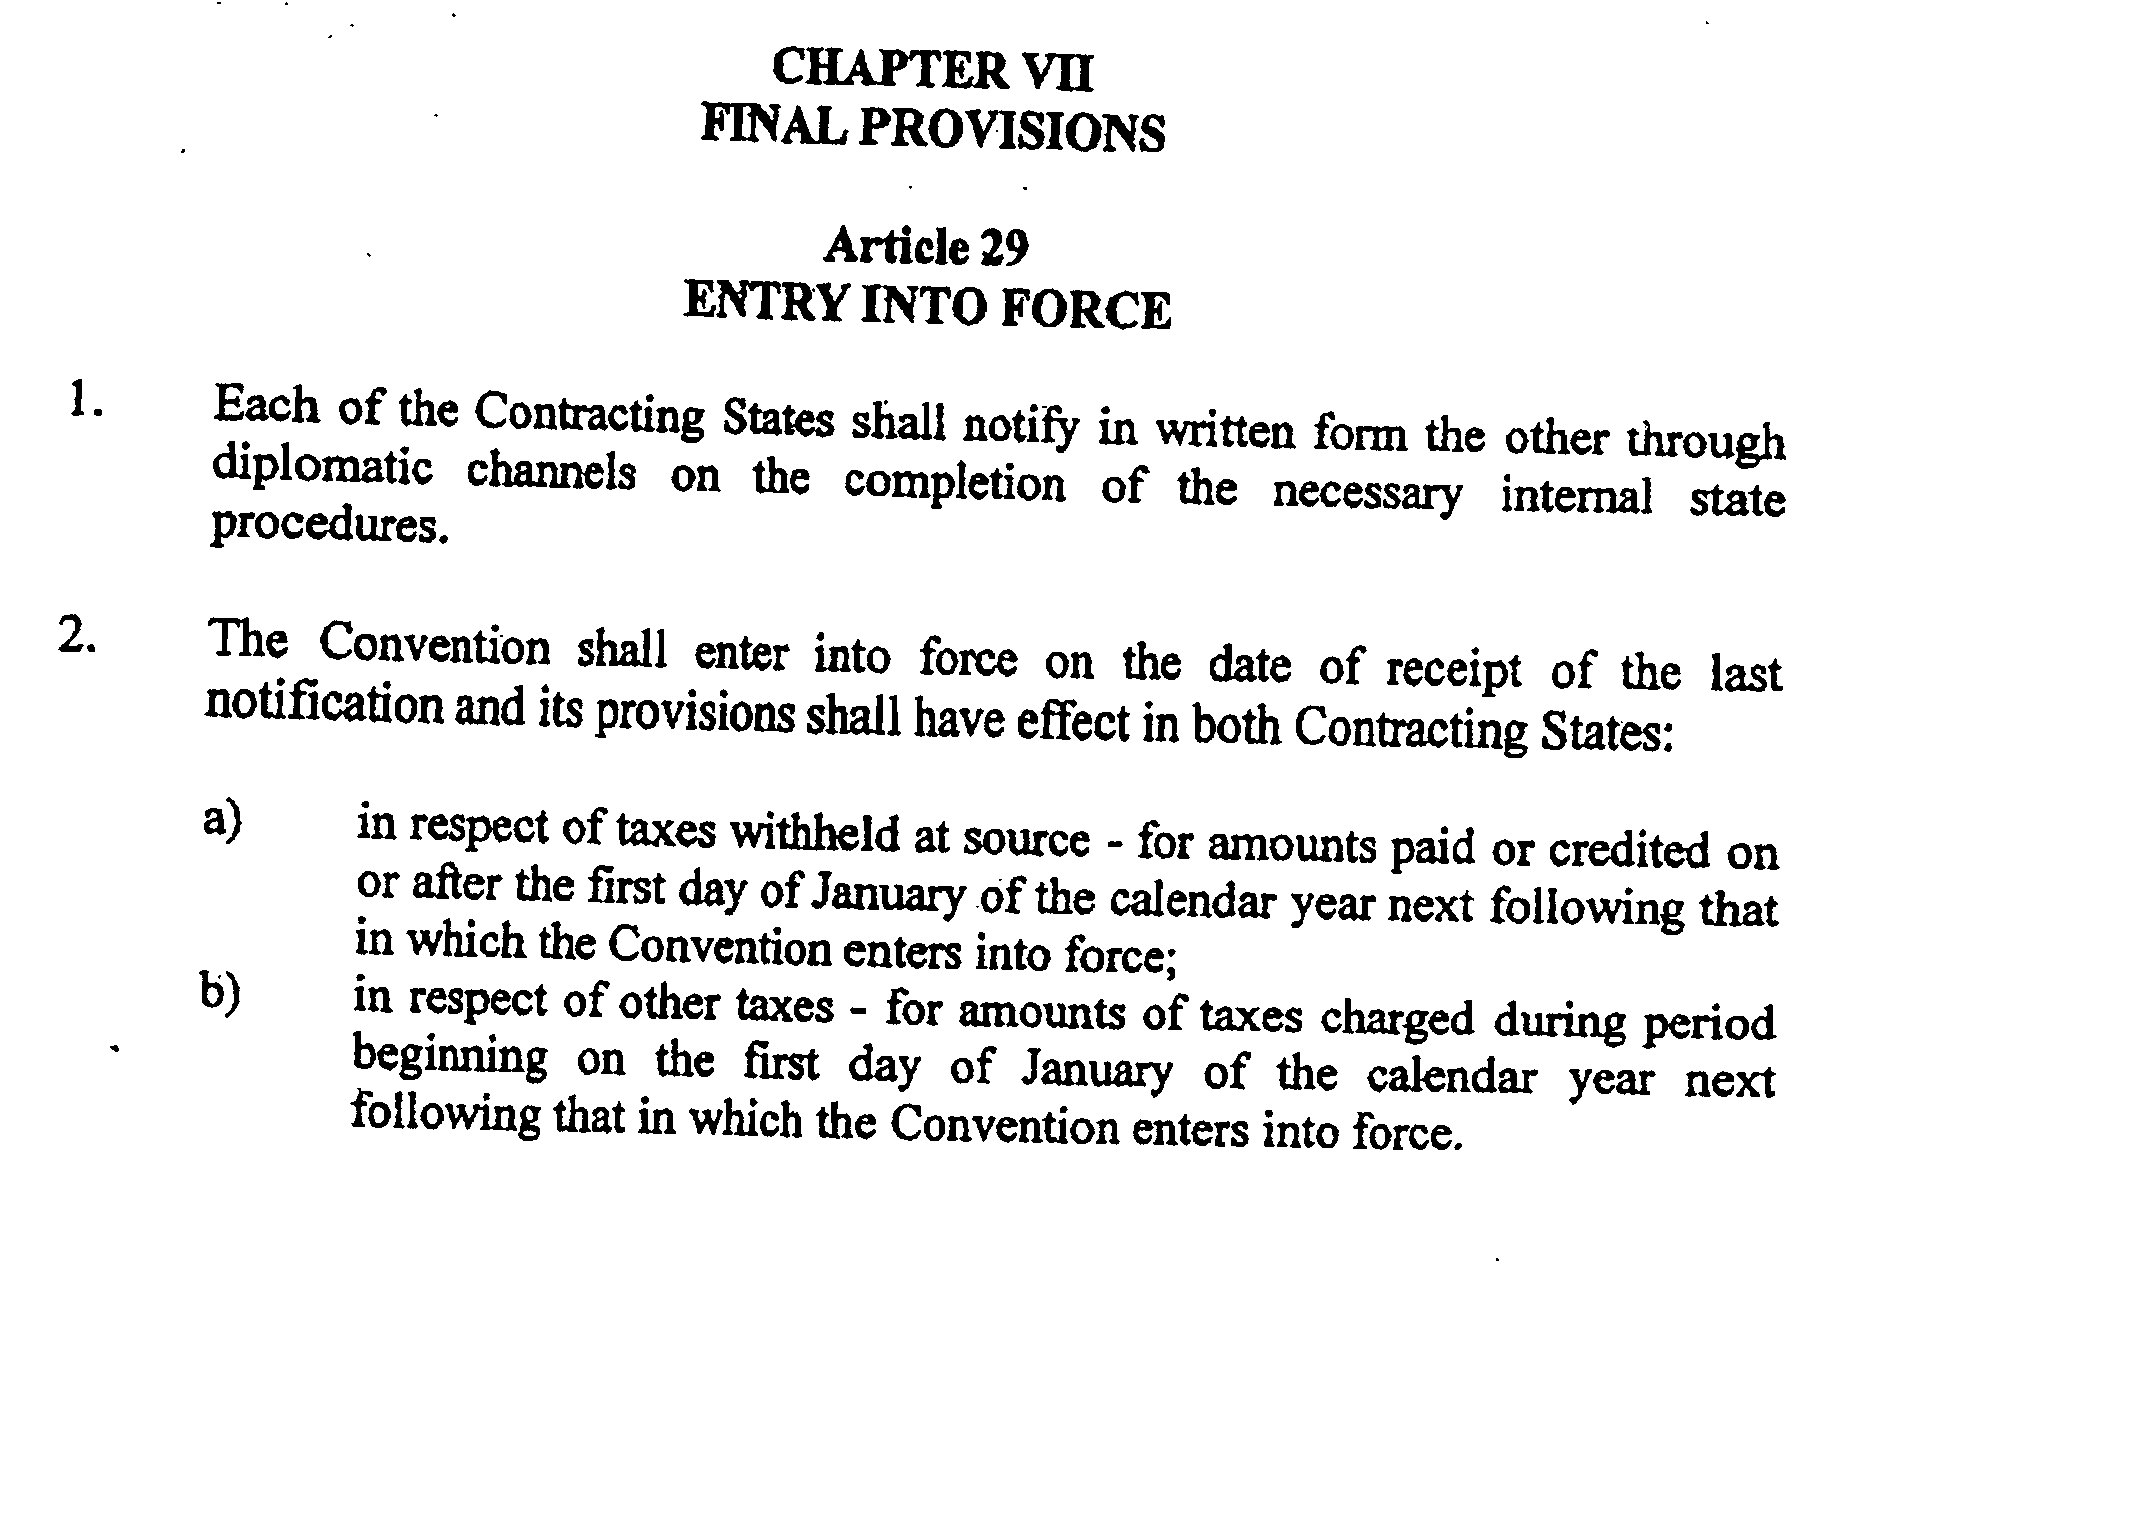 CHAPTER VII
FINAL PROVISIONS
Article 29
ENTRY INTO FORCE
1. Each of the Contracting States shall notify in written form the other through
diplomatic channels on the completion of the necessary internal state
procedures.
2. The Convention shall enter into force on the date of receipt of the last
notification and its provisions shall have effect in both Contracting States:
a) in respect of taxes withheld at source - for amounts paid or credited on
or after the first day of January of the calendar year next following that
in which the Convention enters into force;
b) in respect of other taxes - for amounts of taxes charged during period
beginning on the first day of January of the calendar year next
following that in which the Convention enters into force.